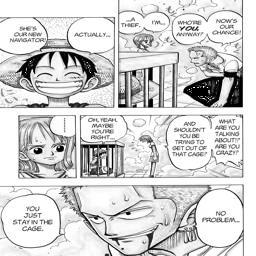 SHE'S
OUR NEW
NAVIGATOR!
ACTUALLY...
...A
THIEF.
I'M...
WHO'RE
YOU
ANYWAY?
NOW'S
OUR
CHANCE!
OH, YEAH.
MAYBE
YOU'RE
RIGHT...
AND
SHOULDN'T
YOU BE
TRYING TO
GET OUT OF
THAT CAGE?
WHAT ARE
YOU
TALKING
ABOUT?!
ARE YOU
CRAZY?
YOU
JUST STAY
IN THE
CAGE.
NO
PROBLEM...